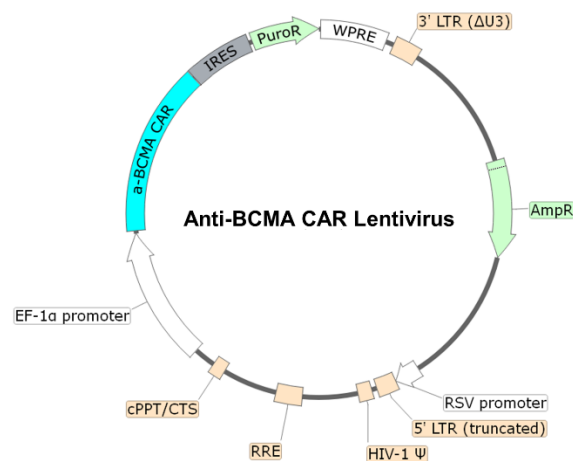 3' LTR (ΔU3)
WPRE
PuroR
IRES
a-BCMA CAR
Anti-BCMA CAR Lentivirus
AmpR
EF-1α promoter
cPPT/CTS
RRE
HIV-1 Ψ
5' LTR (truncated)
RSV promoter